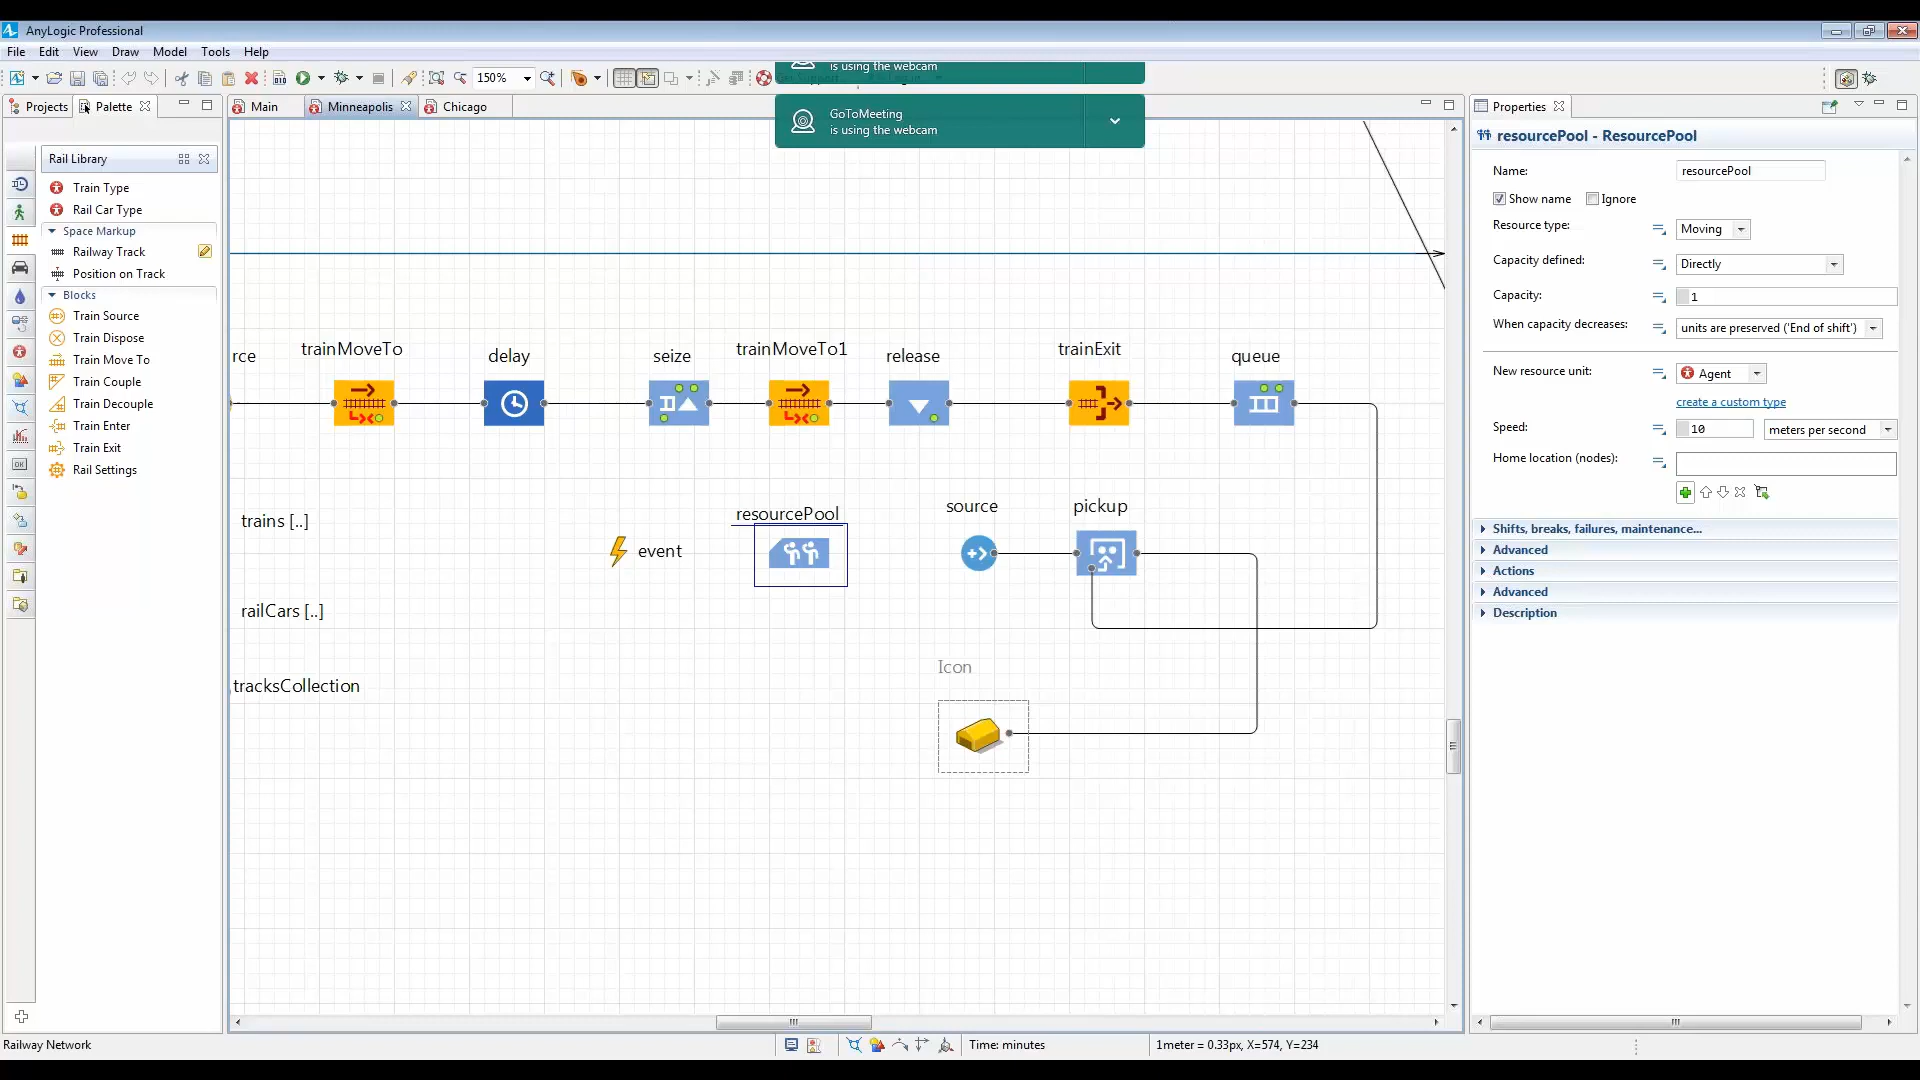 AnyLogic Professional
File Edit View Draw Model Tools Help
150%
is using the webcam
Projects Palette
Main Minneapolis Chicago
GoToMeeting
is using the webcam
Rail Library
Train Type
Rail Car Type
Space Markup
Railway Track
Position on Track
Blocks
Train Source
Train Dispose
Train Move To
Train Couple
Train Decouple
Train Enter
Train Exit
Rail Settings
rce trainMoveTo delay seize trainMoveTo1 release trainExit queue
trains [..]
event
resourcePool
source
pickup
railCars [..]
Icon
tracksCollection
Properties
resourcePool - ResourcePool
Name: resourcePool
Show name Ignore
Resource type: Moving
Capacity defined: Directly
Capacity: 1
When capacity decreases: units are preserved ('End of shift')
New resource unit: Agent
create a custom type
Speed: 10 meters per second
Home location (nodes):
Shifts, breaks, failures, maintenance...
Advanced
Actions
Advanced
Description
Railway Network
Time: minutes
1meter = 0.33px, X=574, Y=234